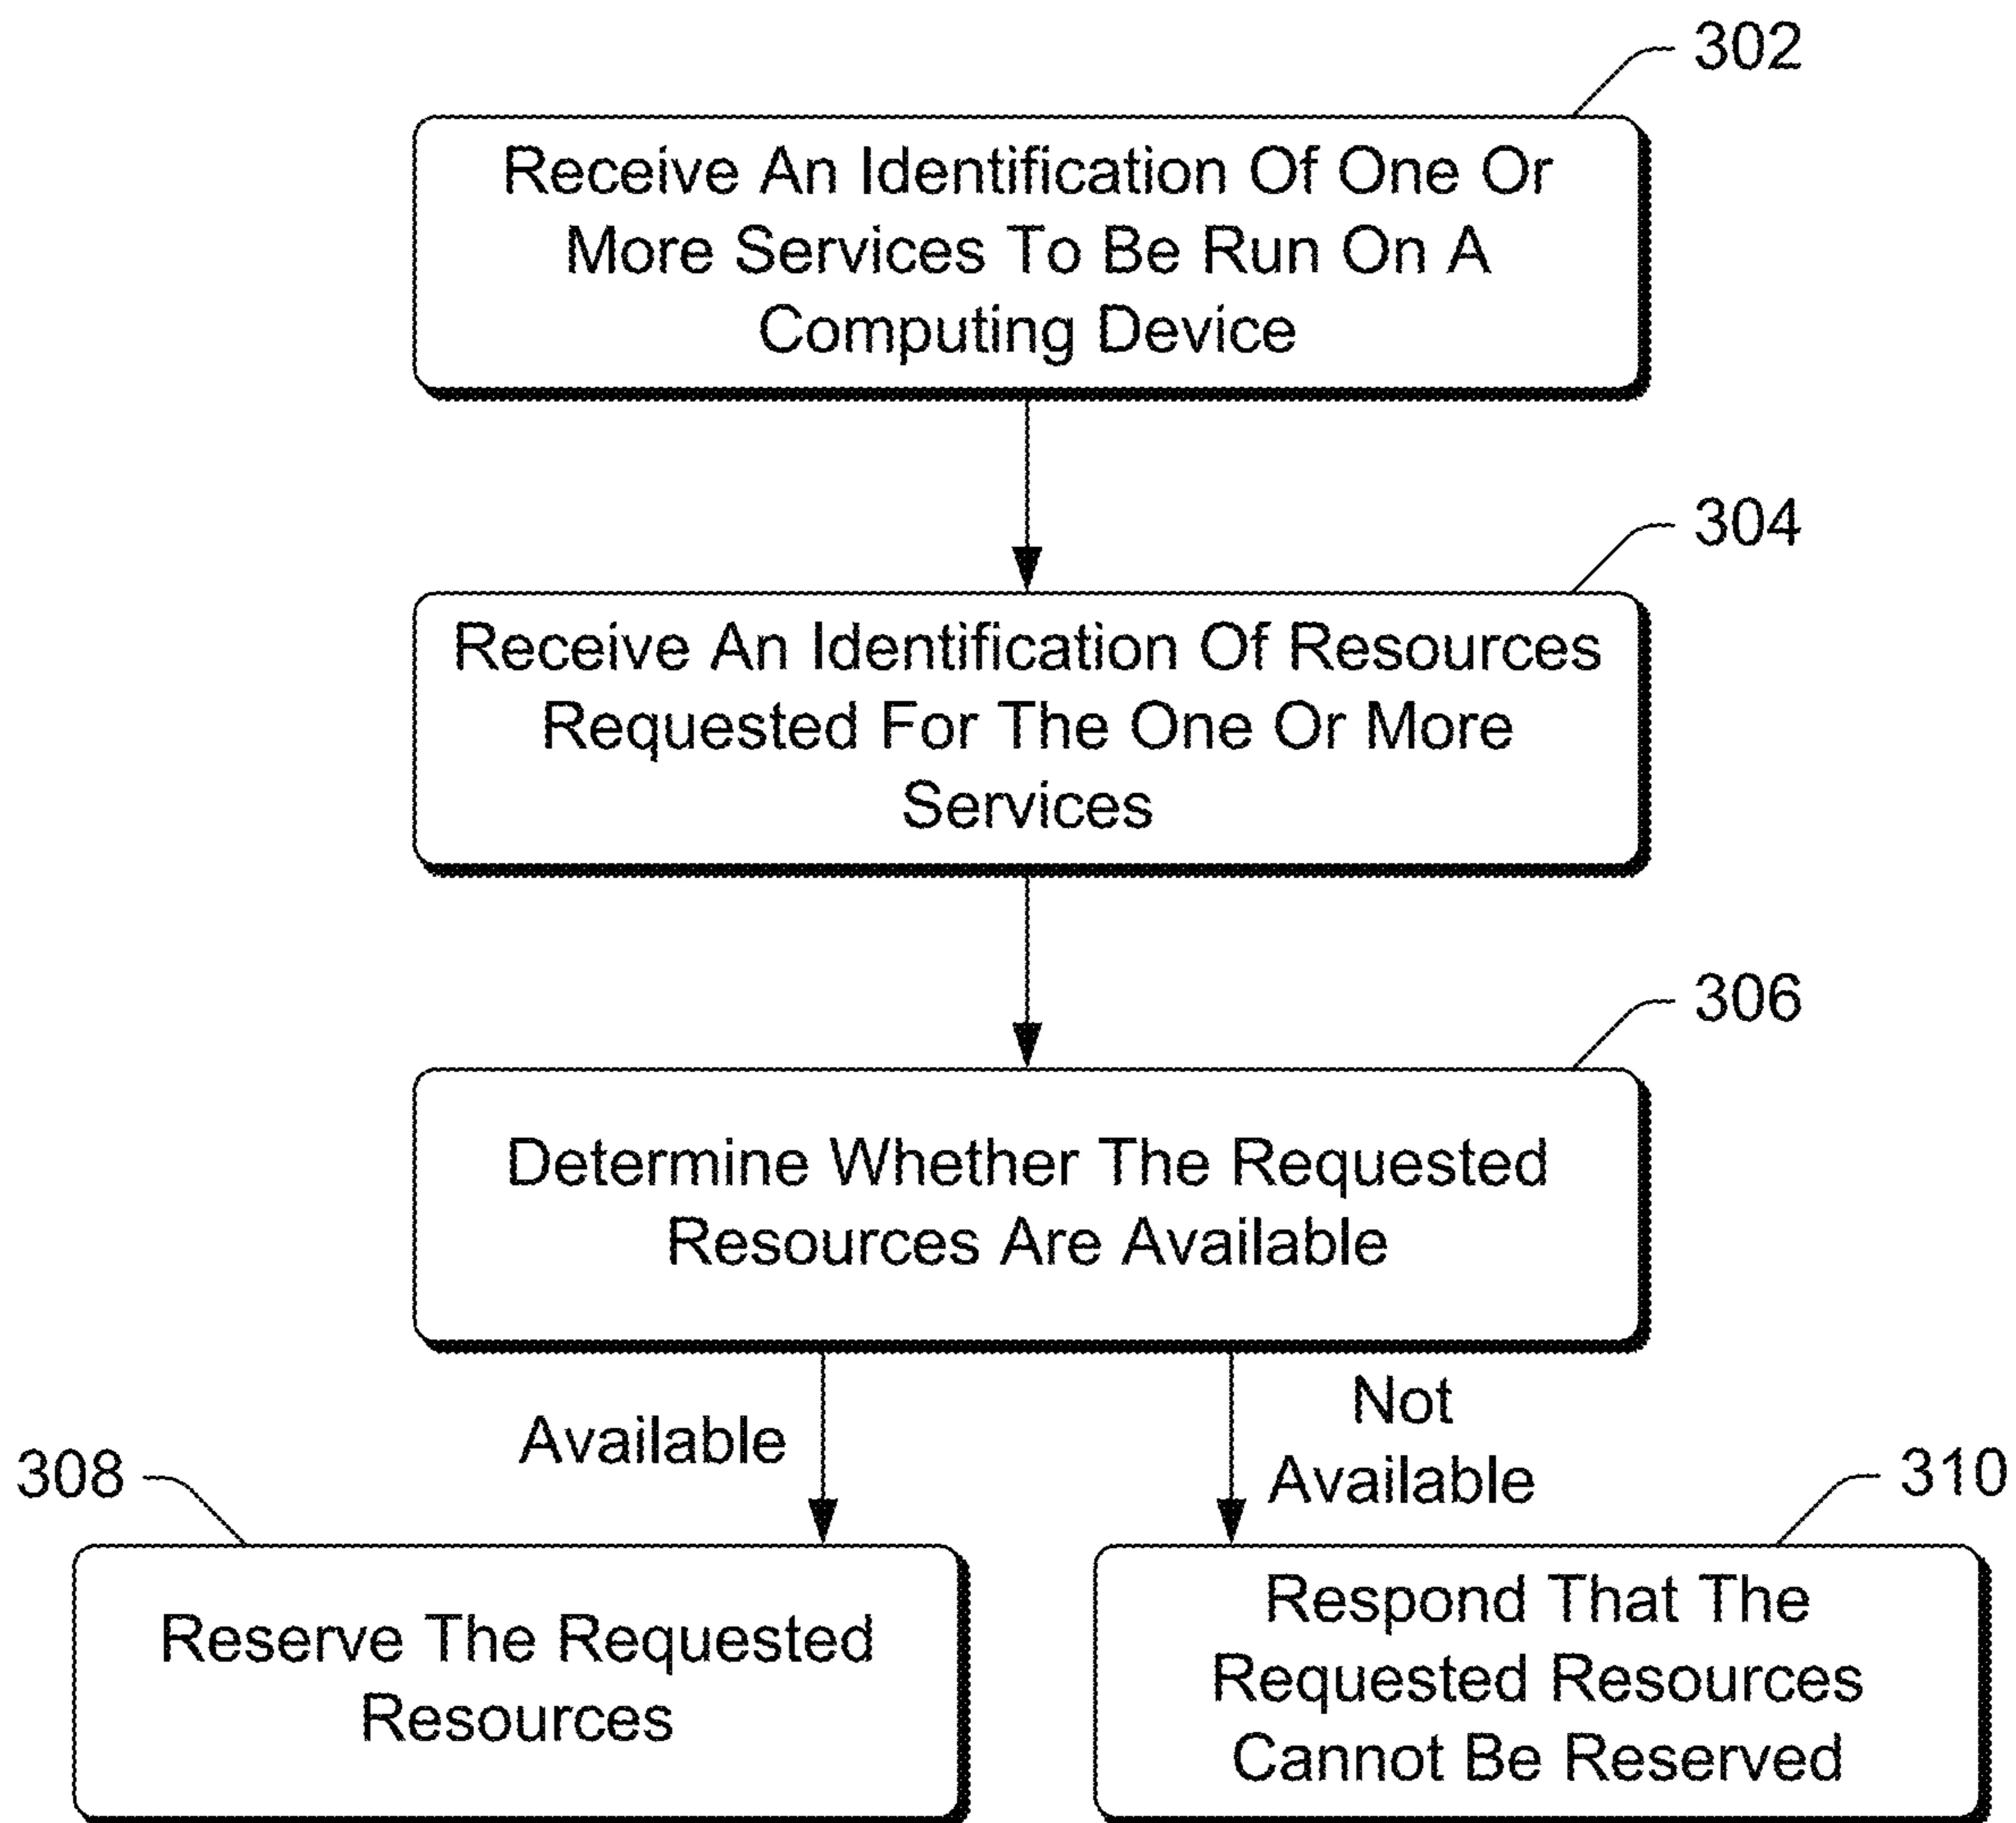 302
Receive An Identification Of One Or
More Services To Be Run On A
Computing Device
304
Receive An Identification Of Resources
Requested For The One Or More
Services
306
Determine Whether The Requested
Resources Are Available
Available
Not
Available
308
Reserve The Requested
Resources
310
Respond That The
Requested Resources
Cannot Be Reserved